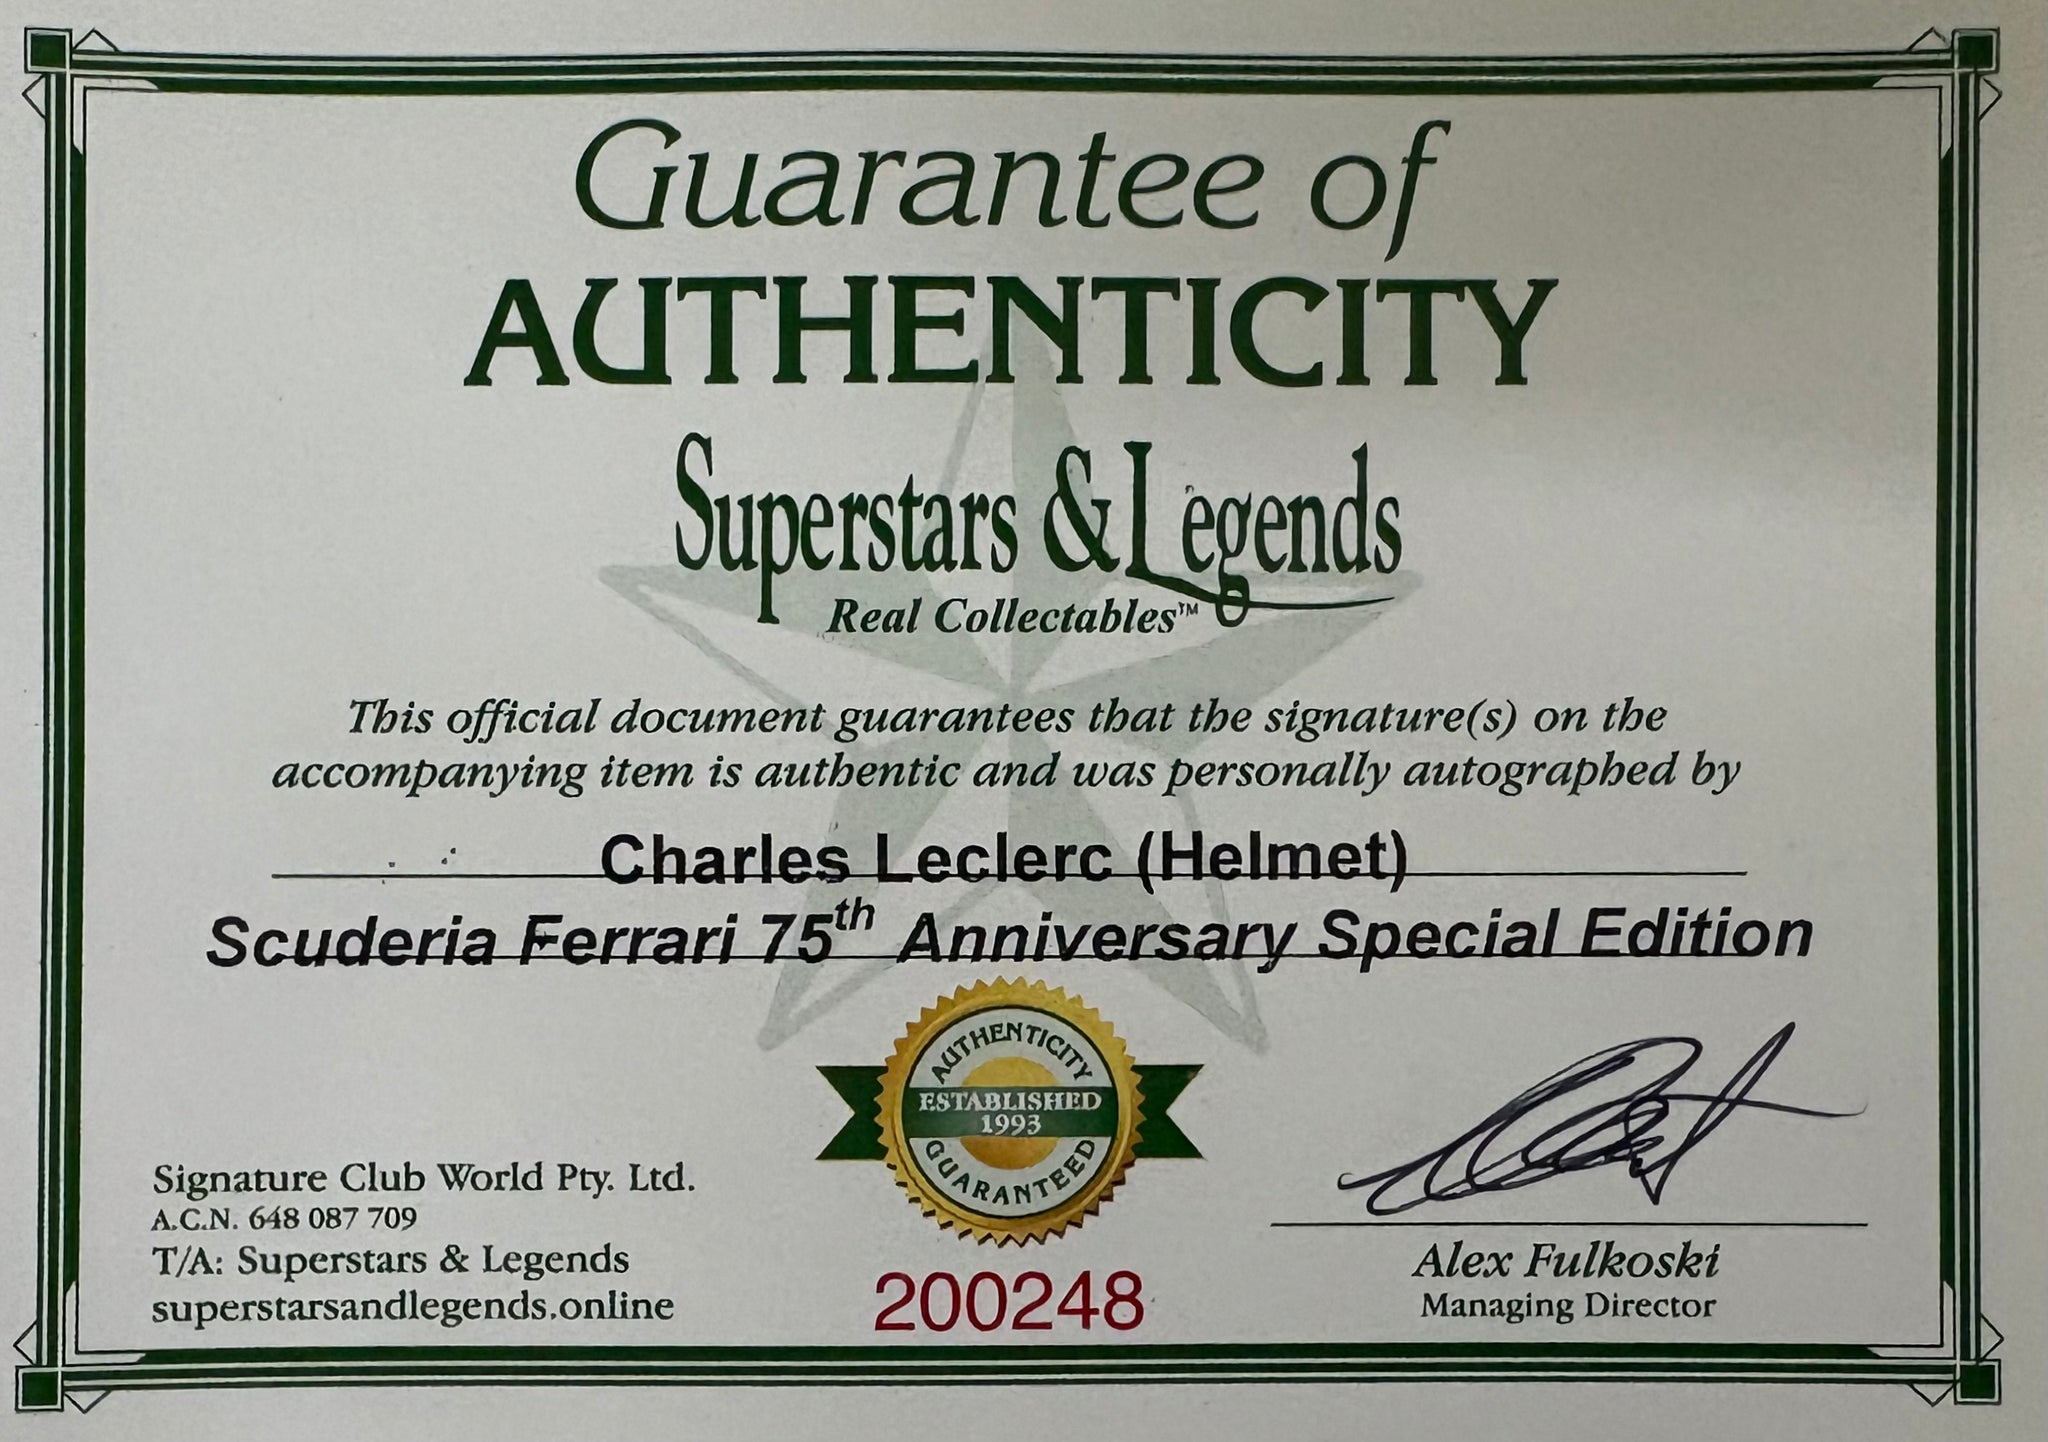 Guarantee of
AUTHENTICITY
Superstars & Legends
Real Collectables™
This official document guarantees that the signature(s) on the
accompanying item is authentic and was personally autographed by
Charles Leclerc (Helmet)
Scuderia Ferrari 75th Anniversary Special Edition
AUTHENTICITY
ESTABLISHED
1993
GUARANTEED
Signature Club World Pty. Ltd.
A.C.N. 648 087 709
T/A: Superstars & Legends
superstarsandlegends.online
200248
Alex Fulkoski
Managing Director